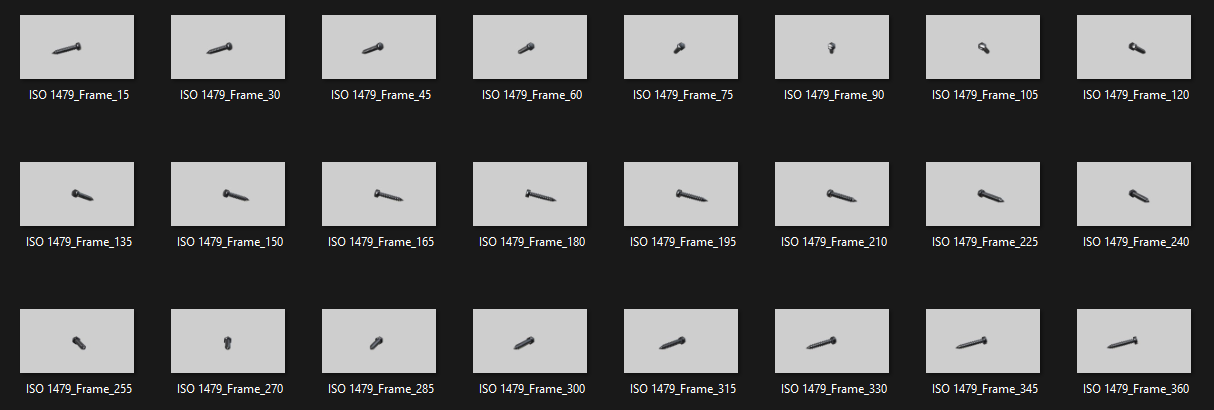 ISO 1479_Frame_15
ISO 1479_Frame_30
ISO 1479_Frame_45
ISO 1479_Frame_60
ISO 1479_Frame_75
ISO 1479_Frame_90
ISO 1479_Frame_105
ISO 1479_Frame_120
ISO 1479_Frame_135
ISO 1479_Frame_150
ISO 1479_Frame_165
ISO 1479_Frame_180
ISO 1479_Frame_195
ISO 1479_Frame_210
ISO 1479_Frame_225
ISO 1479_Frame_240
ISO 1479_Frame_255
ISO 1479_Frame_270
ISO 1479_Frame_285
ISO 1479_Frame_300
ISO 1479_Frame_315
ISO 1479_Frame_330
ISO 1479_Frame_345
ISO 1479_Frame_360